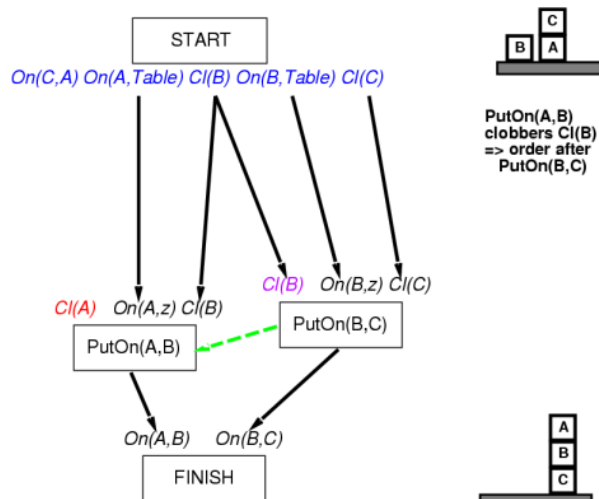 START
C
B A
On(C,A) On(A,Table) Cl(B) On(B,Table) Cl(C)
PutOn(A,B)
clobbers Cl(B)
=> order after
PutOn(B,C)
Cl(B) On(B,z) Cl(C)
Cl(A) On(A,z) Cl(B)
PutOn(B,C)
PutOn(A,B)
On(A,B) On(B,C)
FINISH
A
B
C